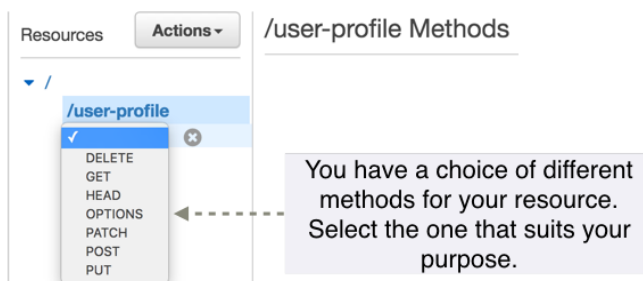 Resources
Actions
/user-profile Methods
/
/user-profile
DELETE
GET
HEAD
OPTIONS
PATCH
POST
PUT
You have a choice of different
methods for your resource.
Select the one that suits your
purpose.